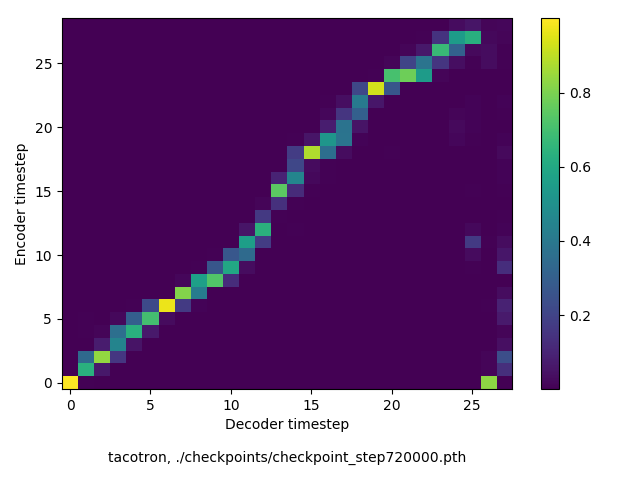 25
20
15
10
5
0
Encoder timestep
0 5 10 15 20 25
Decoder timestep
0.8
0.6
0.4
0.2
tacotron, ./checkpoints/checkpoint_step720000.pth